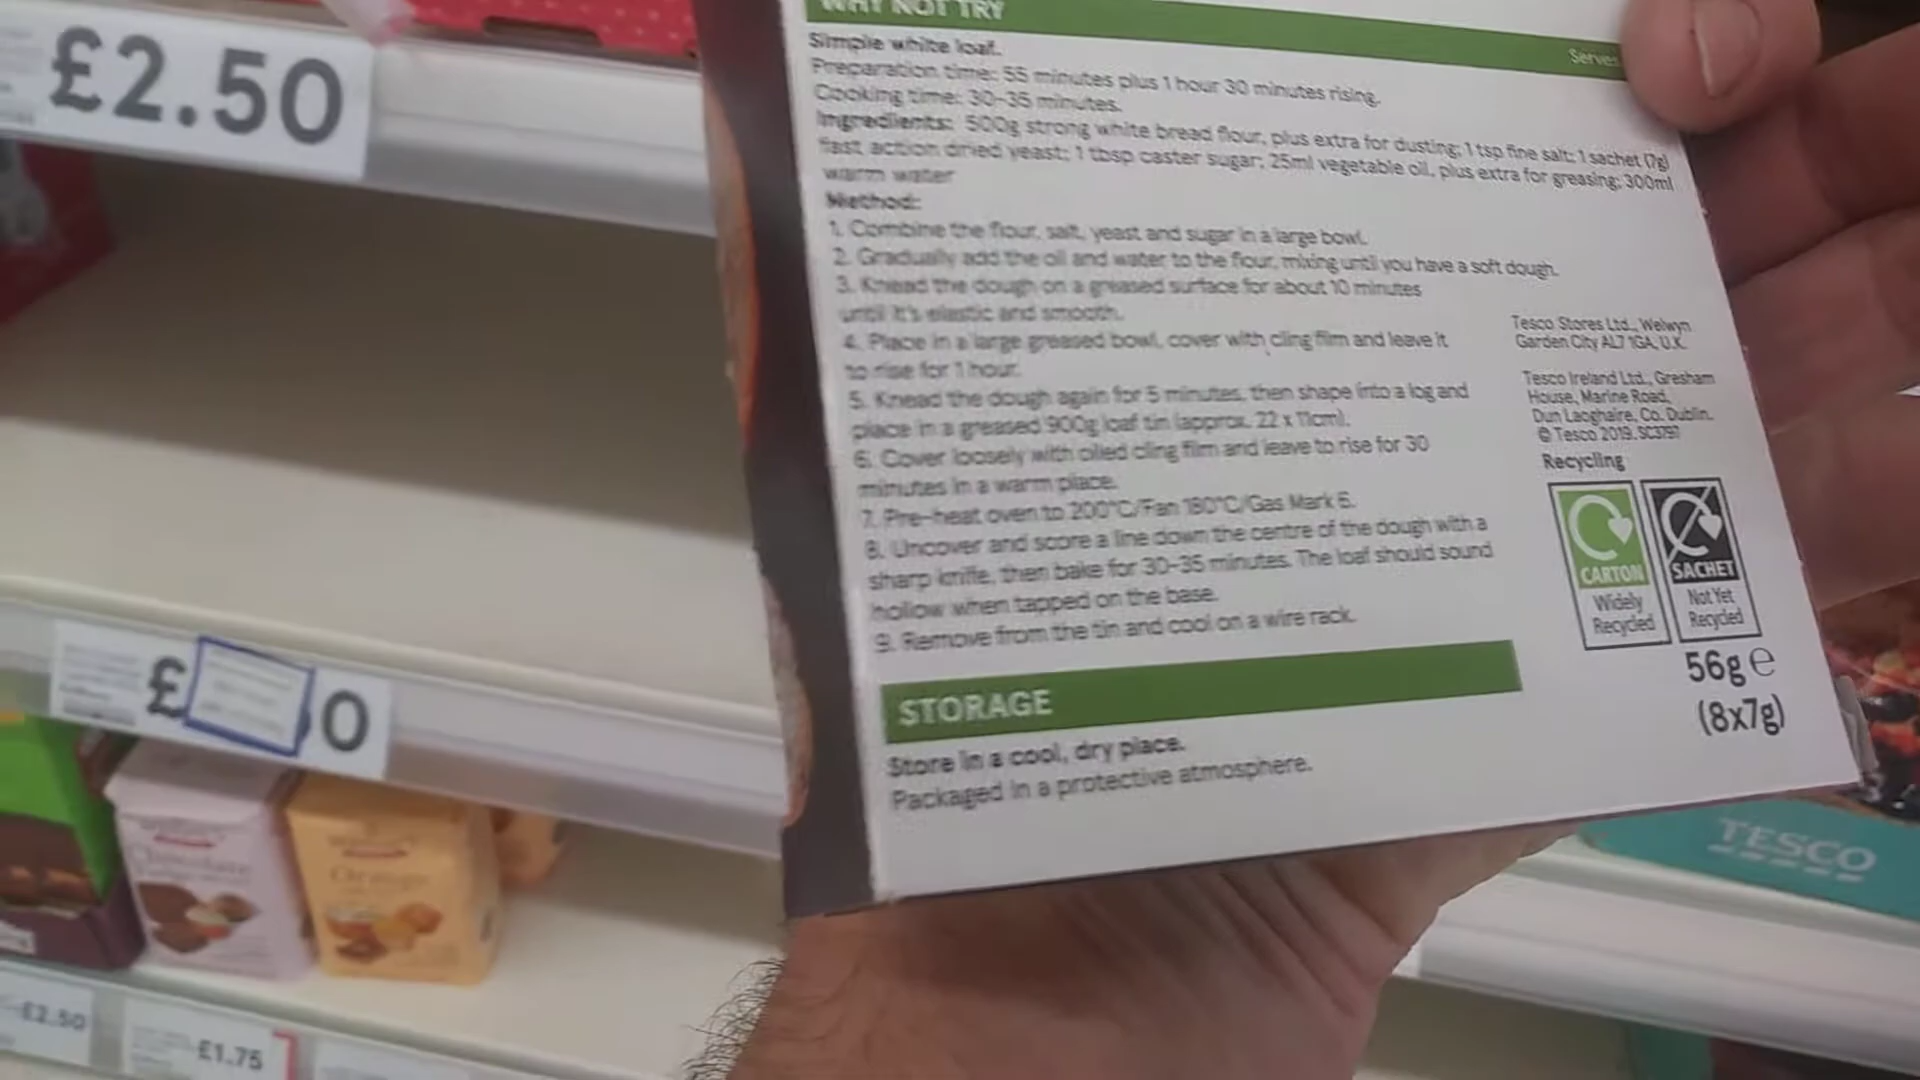 £2.50
WHY NOT TRY
Serves
Simple white loaf.
Preparation time: 55 minutes plus 1 hour 30 minutes rising.
Cooking time: 30-35 minutes.
Ingredients: 500g strong white bread flour, plus extra for dusting; 1 tsp fine salt; 1 sachet (7g)
fast action dried yeast; 1 tbsp caster sugar; 25ml vegetable oil, plus extra for greasing; 300ml
warm water
Method:
1. Combine the flour, salt, yeast and sugar in a large bowl.
2. Gradually add the oil and water to the flour, mixing until you have a soft dough.
3. Knead the dough on a greased surface for about 10 minutes
until it's elastic and smooth.
4. Place in a large greased bowl, cover with cling film and leave it
to rise for 1 hour.
5. Knead the dough again for 5 minutes, then shape into a log and
place in a greased 900g loaf tin (approx. 22 x 11cm).
6. Cover loosely with oiled cling film and leave to rise for 30
minutes in a warm place.
7. Pre-heat oven to 200°C/Fan 180°C/Gas Mark 6.
8. Uncover and score a line down the centre of the dough with a
sharp knife, then bake for 30-35 minutes. The loaf should sound
hollow when tapped on the base.
9. Remove from the tin and cool on a wire rack.
Tesco Stores Ltd., Welwyn
Garden City AL7 1GA, U.K.
Tesco Ireland Ltd., Gresham
House, Marine Road,
Dun Laoghaire, Co. Dublin.
© Tesco 2019. SC3797
Recycling
CARTON
Widely
Recycled
SACHET
Not Yet
Recycled
56g e
(8x7g)
STORAGE
Store in a cool, dry place.
Packaged in a protective atmosphere.
£ 0
Chocolate
Orange
TESCO
£2.50
£1.75